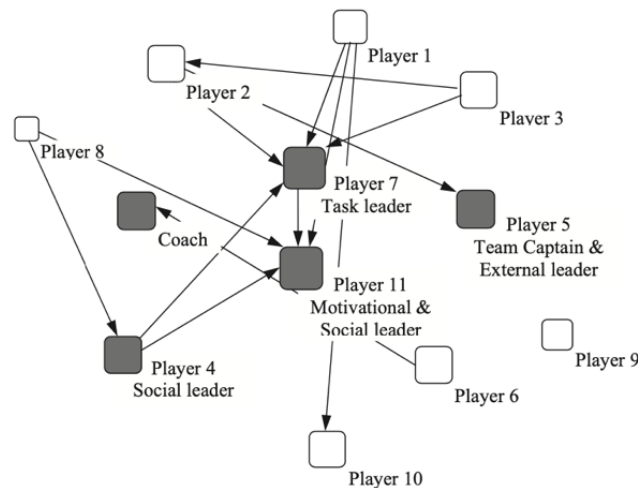 Player 1
Player 2
Player 3
Player 8
Player 7
Task leader
Player 5
Team Captain &
External leader
Coach
Player 11
Motivational &
Social leader
Player 4
Social leader
Player 9
Player 6
Player 10